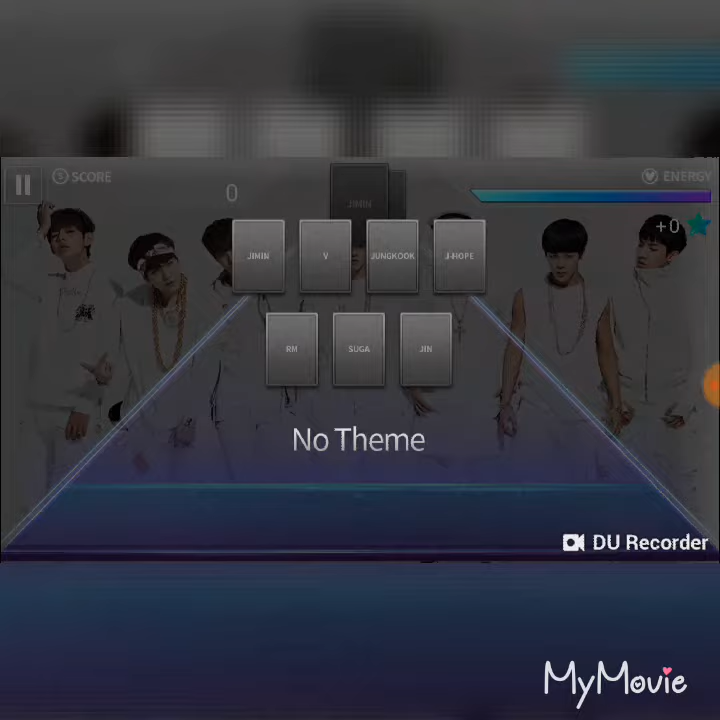 SCORE
0
JIMIN
ENERGY
+0
JIMIN
V
JUNGKOOK
J-HOPE
RM
SUGA
JIN
No Theme
DU Recorder
MyMovie